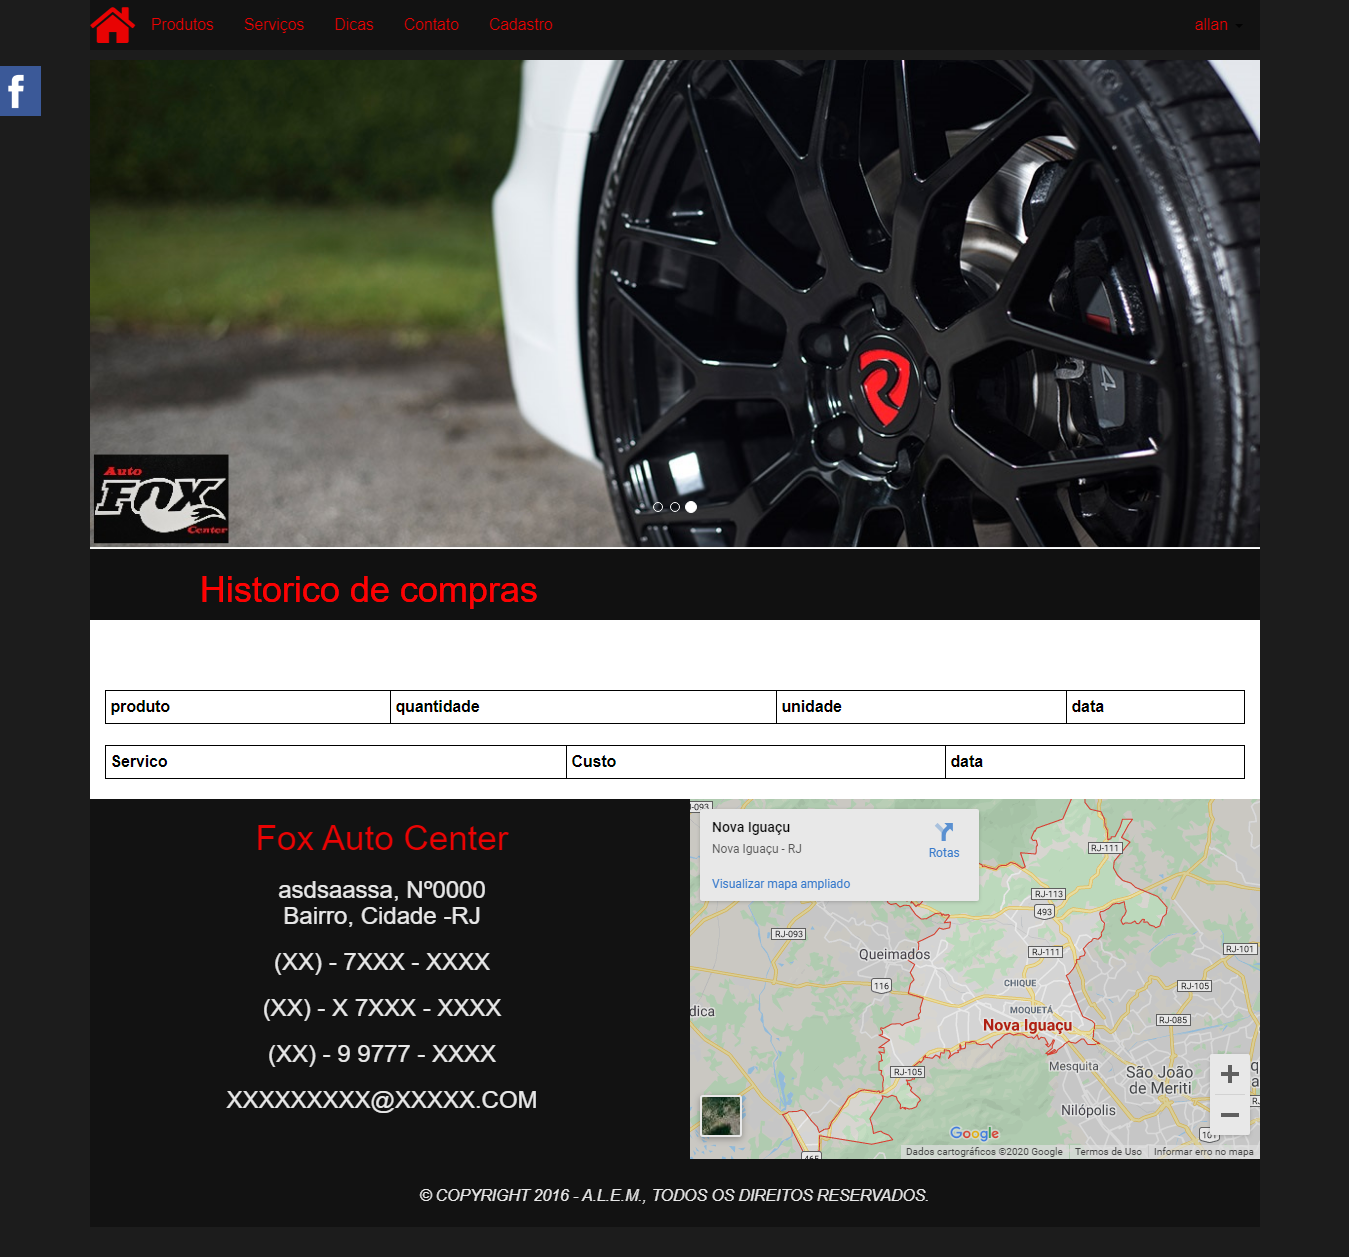 Produtos Serviços Dicas Contato Cadastro allan
f
R
4
Auto
FOX
Center
Historico de compras
produto quantidade unidade data
Servico Custo data
Fox Auto Center
asdsaassa, Nº0000
Bairro, Cidade -RJ
(XX) - 7XXX - XXXX
(XX) - X 7XXX - XXXX
(XX) - 9 9777 - XXXX
XXXXXXXXX@XXXXX.COM
Nova Iguaçu
Nova Iguaçu - RJ
Rotas
Visualizar mapa ampliado
RJ-093
RJ-111
RJ-113
493
RJ-093
RJ-111
RJ-101
Queimados
116
CHIQUE
RJ-105
dica
MOQUETÁ
Nova Iguaçu
RJ-085
RJ-105
Mesquita
São João
de Meriti
Nilópolis
101
465
Google
Dados cartográficos ©2020 Google Termos de Uso Informar erro no mapa
© COPYRIGHT 2016 - A.L.E.M., TODOS OS DIREITOS RESERVADOS.